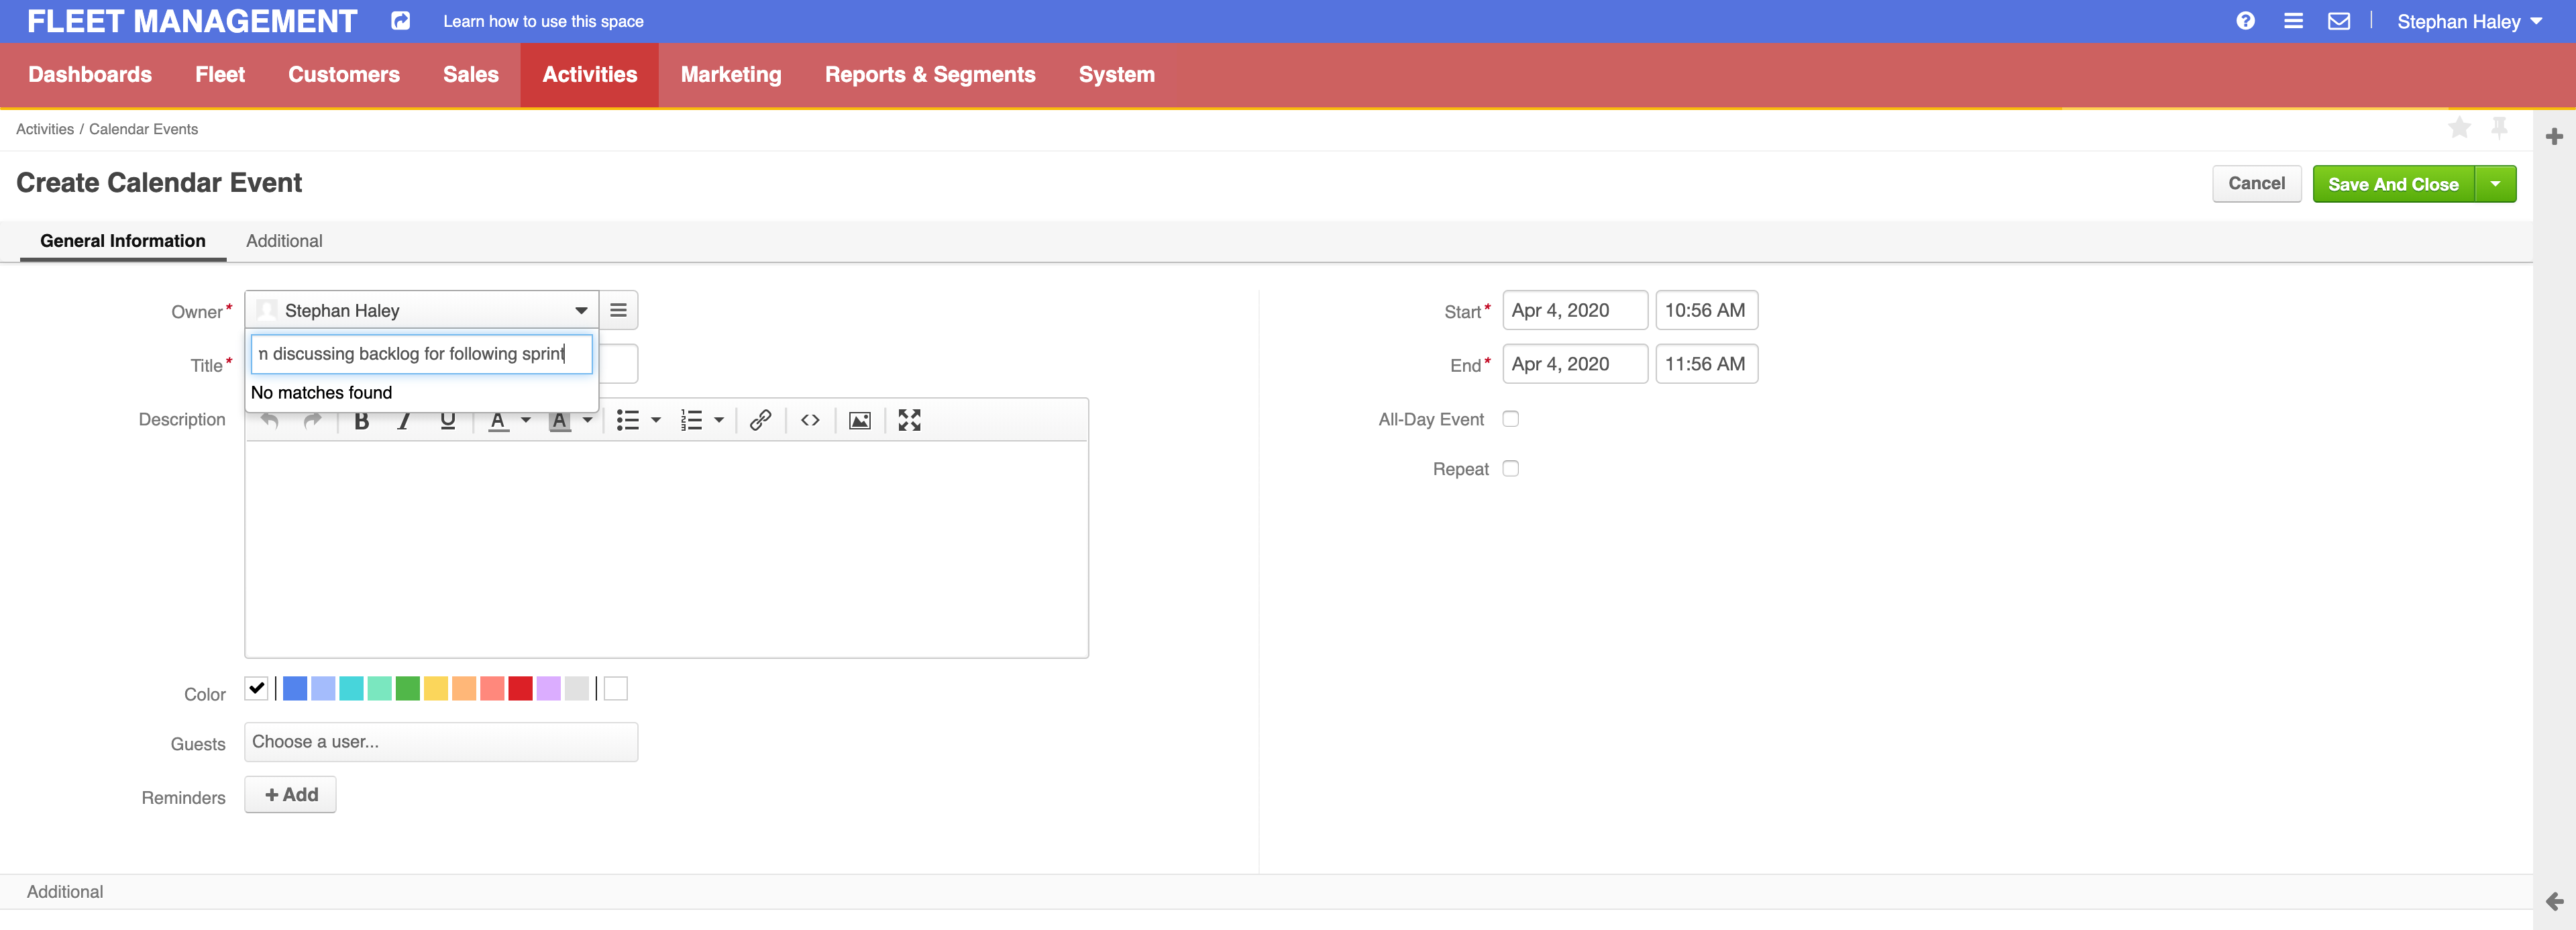 FLEET MANAGEMENT Learn how to use this space Stephan Haley
Dashboards Fleet Customers Sales Activities Marketing Reports & Segments System
Activities / Calendar Events
Create Calendar Event Cancel Save And Close
General Information Additional
Owner* Stephan Haley
discussing backlog for following sprint
No matches found
Title*
Description
Color
Guests Choose a user...
Reminders + Add
Start* Apr 4, 2020 10:56 AM
End* Apr 4, 2020 11:56 AM
All-Day Event
Repeat
Additional